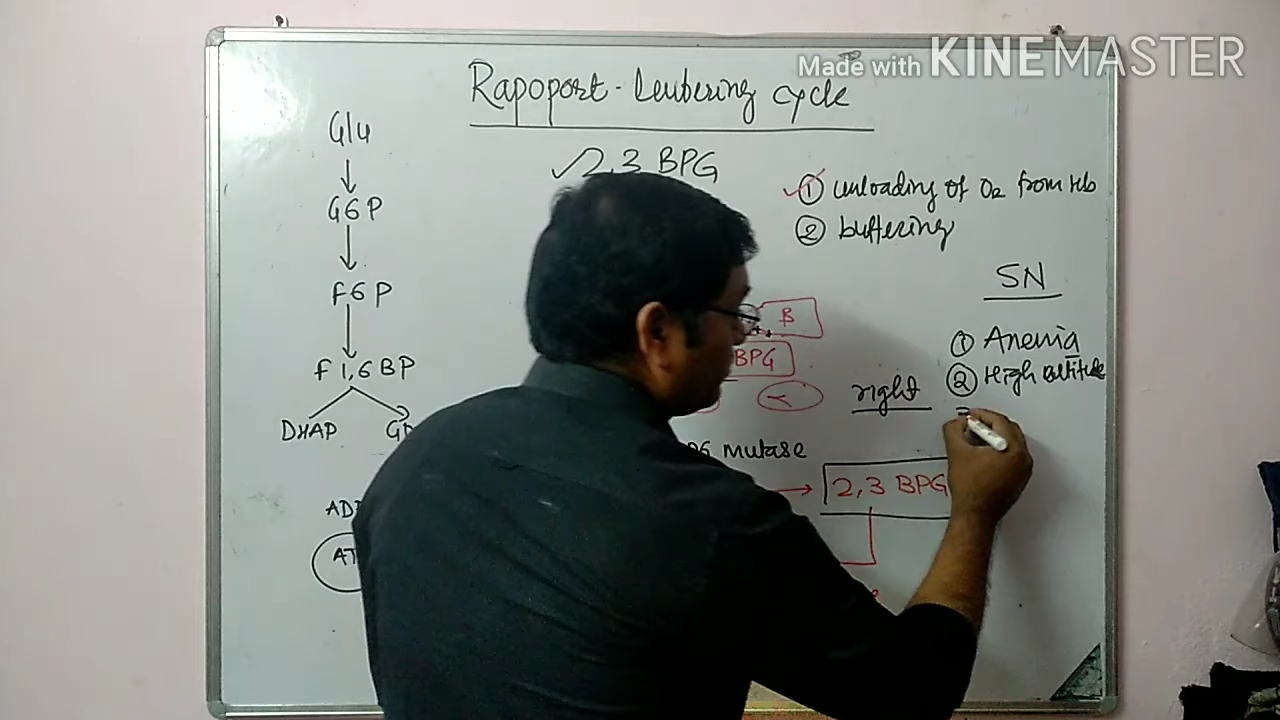 Made with KINEMASTER
Rapoport-Leubering cycle
2,3 BPG
Glu
G6P
F6P
F1,6BP
DHAP
① unloading of O2 from Hb
② buffering
SN
① Anemia
② High altitude
B
BPG
right
mutase
2,3 BPG